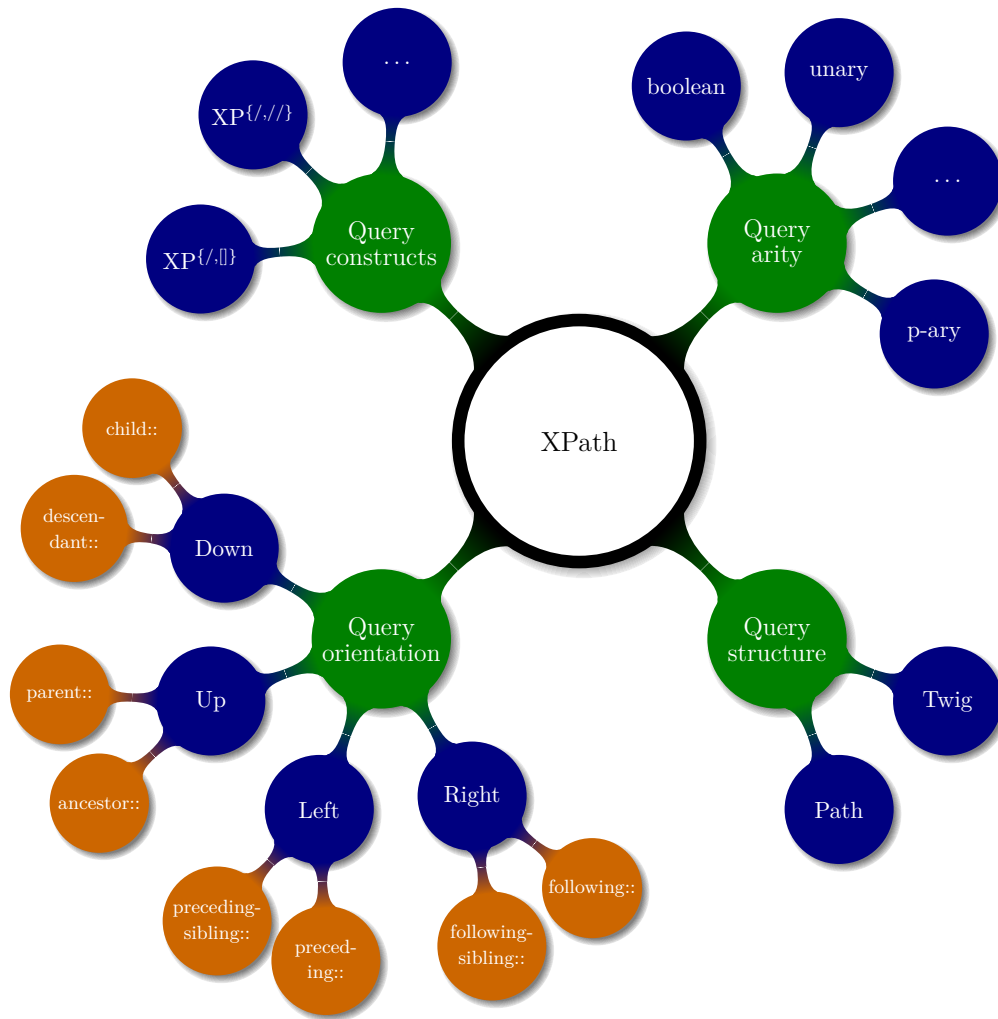 ...
unary
boolean
XP{/,//}
...
Query
constructs
Query
arity
XP{/,[]}
p-ary
child::
XPath
descen-
dant::
Down
Query
orientation
Query
structure
parent::
Up
Twig
ancestor::
Left
Right
Path
following::
preceding-
sibling::
following-
sibling::
preced-
ing::